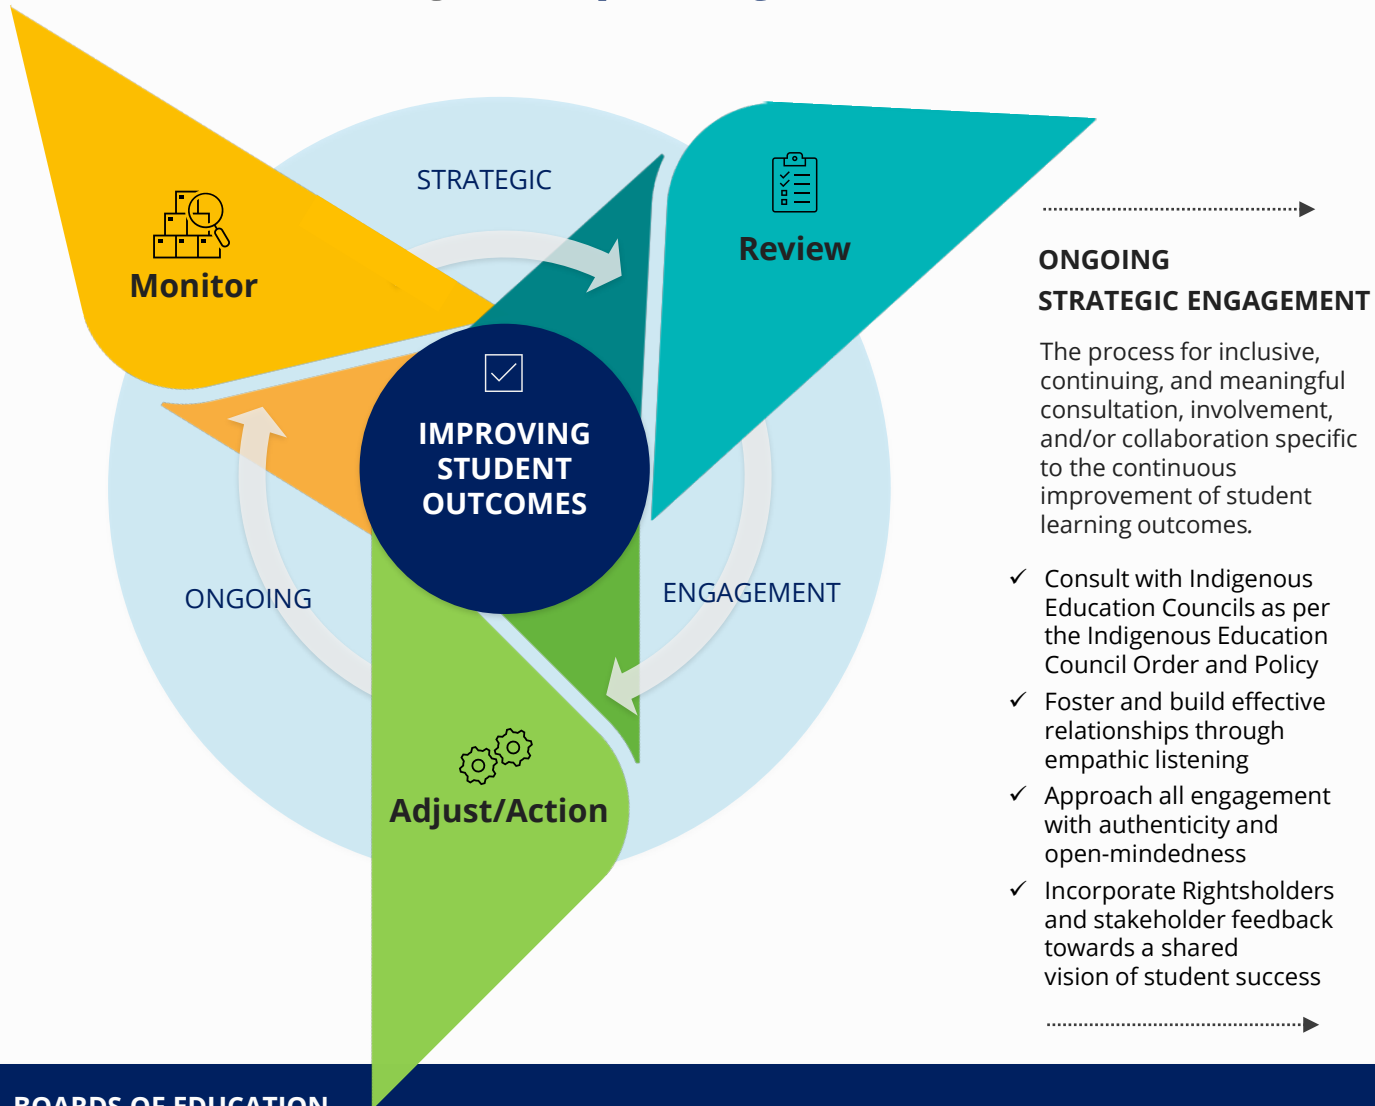 STRATEGIC
Monitor
Review
IMPROVING
STUDENT
OUTCOMES
ONGOING
ENGAGEMENT
Adjust/Action
ONGOING
STRATEGIC ENGAGEMENT
The process for inclusive,
continuing, and meaningful
consultation, involvement,
and/or collaboration specific
to the continuous
improvement of student
learning outcomes.
✓ Consult with Indigenous
Education Councils as per
the Indigenous Education
Council Order and Policy
✓ Foster and build effective
relationships through
empathic listening
✓ Approach all engagement
with authenticity and
open-mindedness
✓ Incorporate Rightsholders
and stakeholder feedback
towards a shared
vision of student success
BOARDS OF EDUCATION